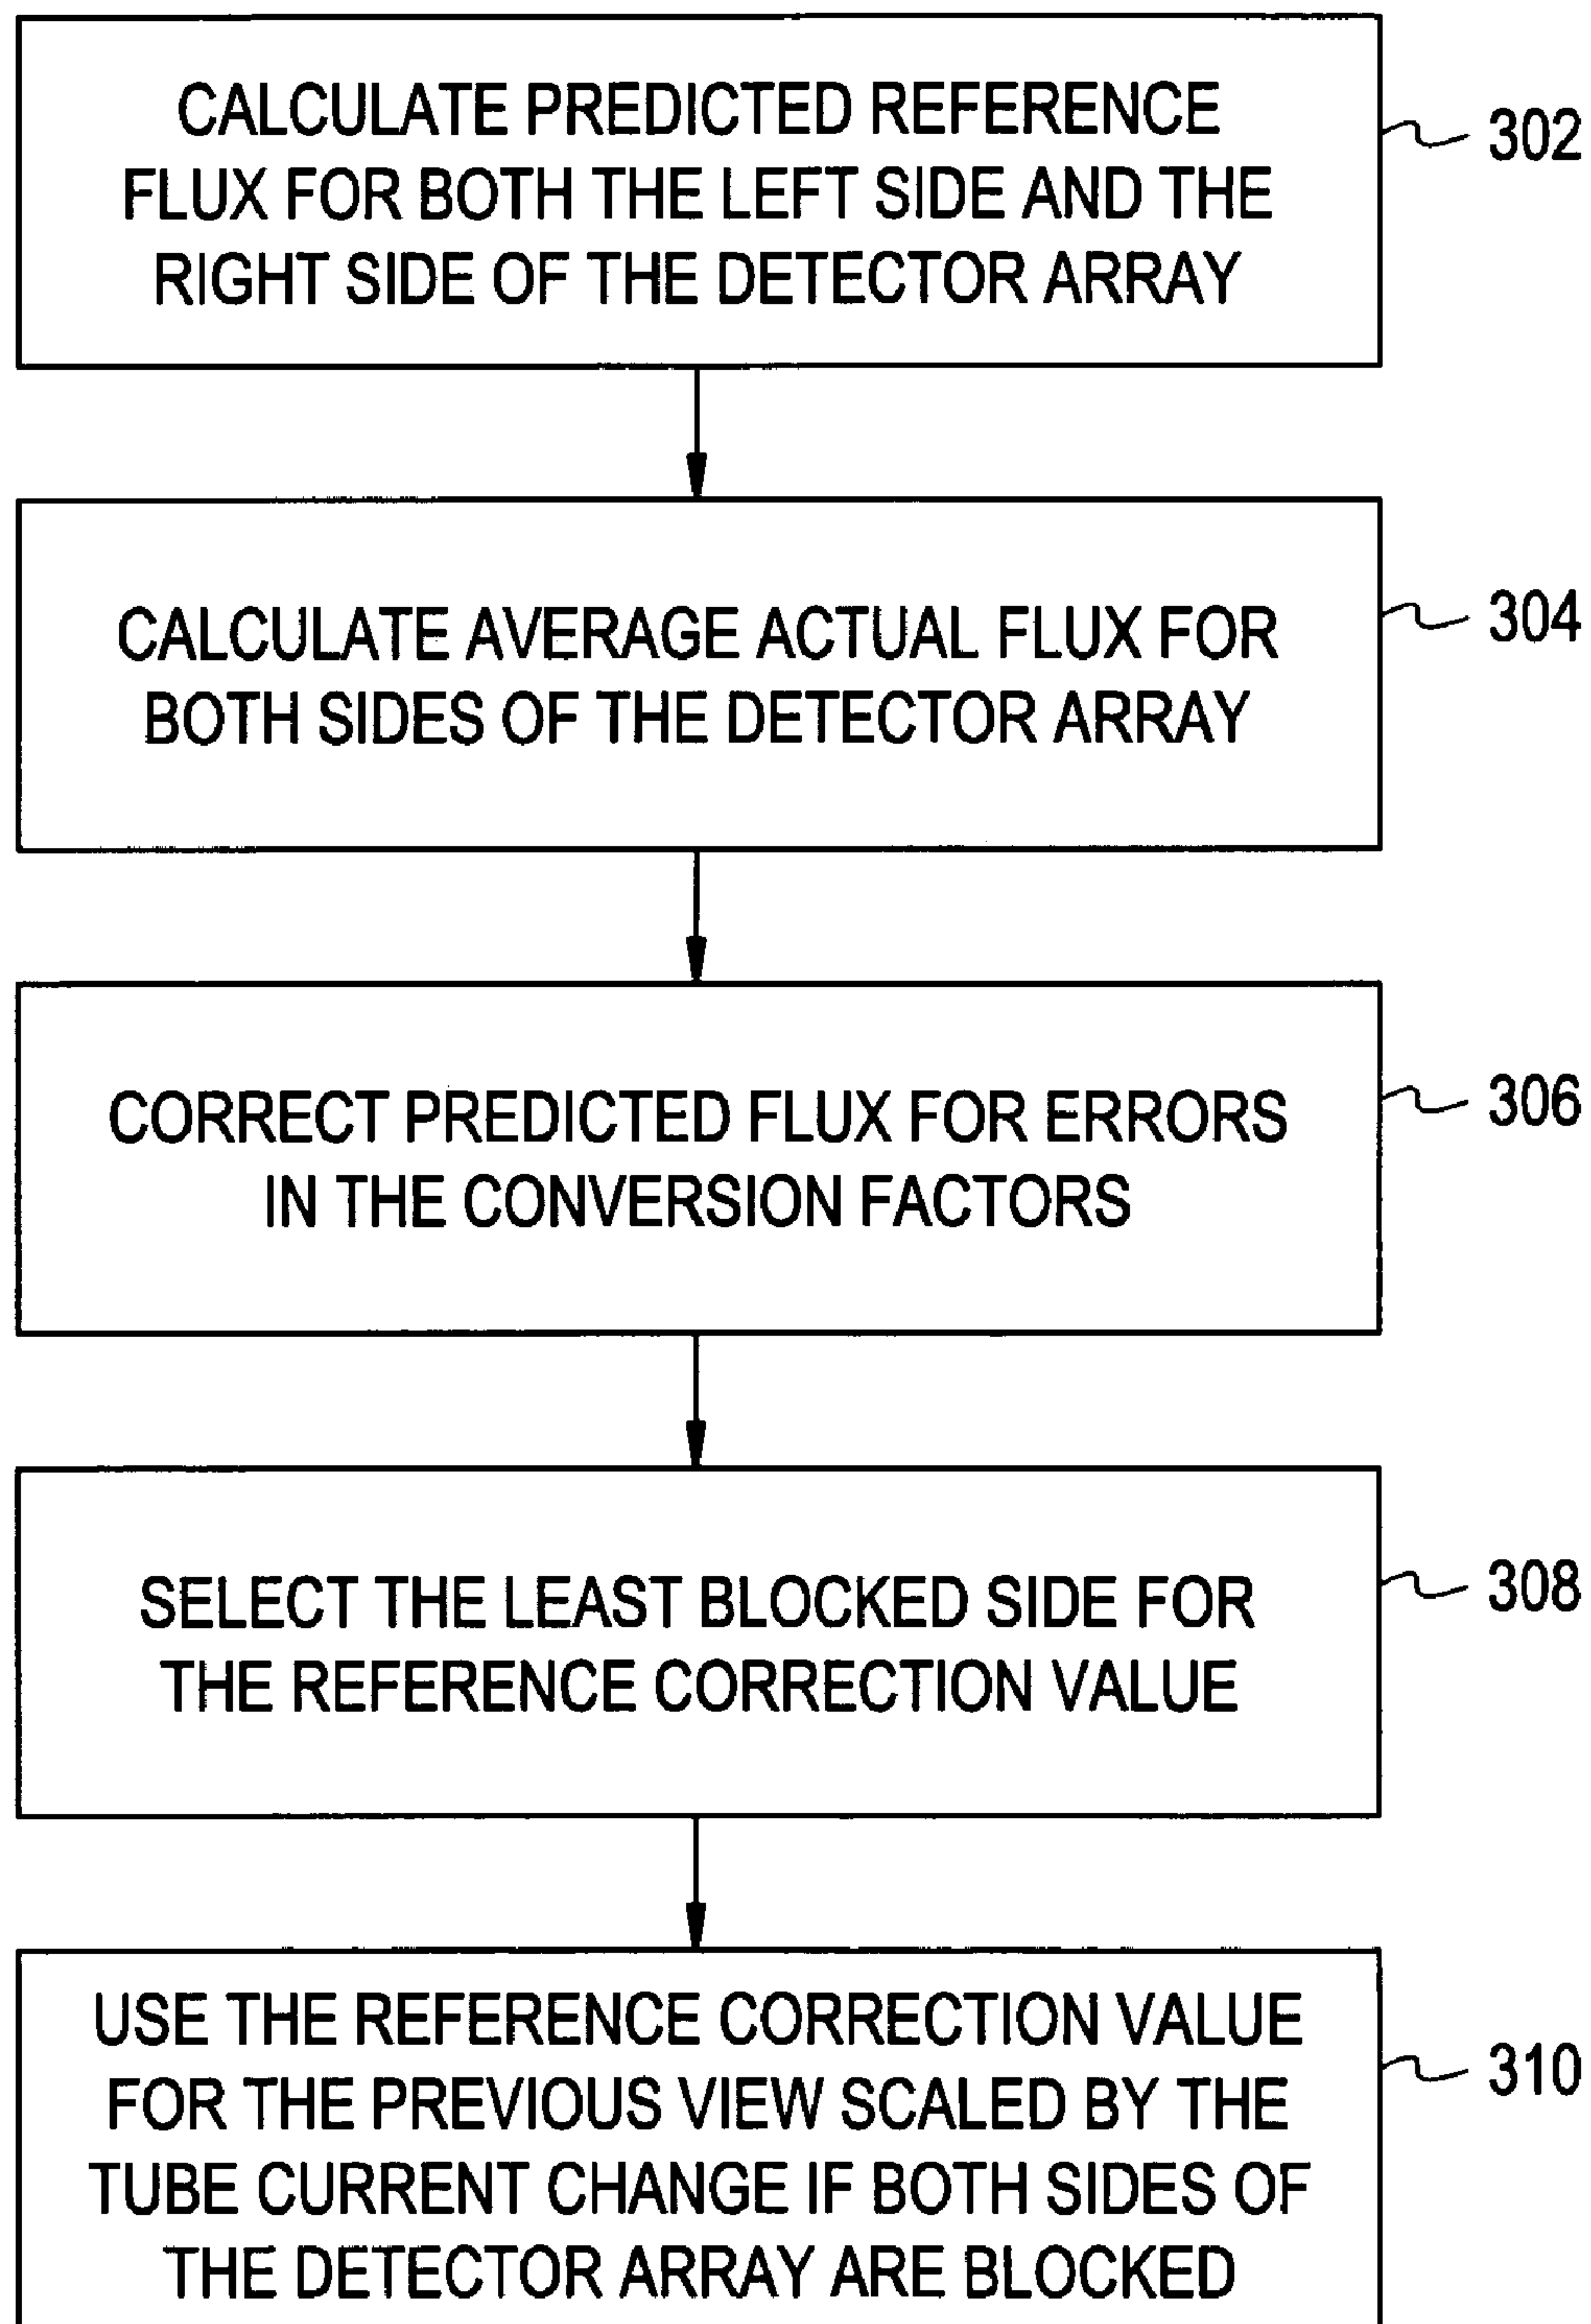 CALCULATE PREDICTED REFERENCE
FLUX FOR BOTH THE LEFT SIDE AND THE
RIGHT SIDE OF THE DETECTOR ARRAY
302
CALCULATE AVERAGE ACTUAL FLUX FOR
BOTH SIDES OF THE DETECTOR ARRAY
304
CORRECT PREDICTED FLUX FOR ERRORS
IN THE CONVERSION FACTORS
306
SELECT THE LEAST BLOCKED SIDE FOR
THE REFERENCE CORRECTION VALUE
308
USE THE REFERENCE CORRECTION VALUE
FOR THE PREVIOUS VIEW SCALED BY THE
TUBE CURRENT CHANGE IF BOTH SIDES OF
THE DETECTOR ARRAY ARE BLOCKED
310